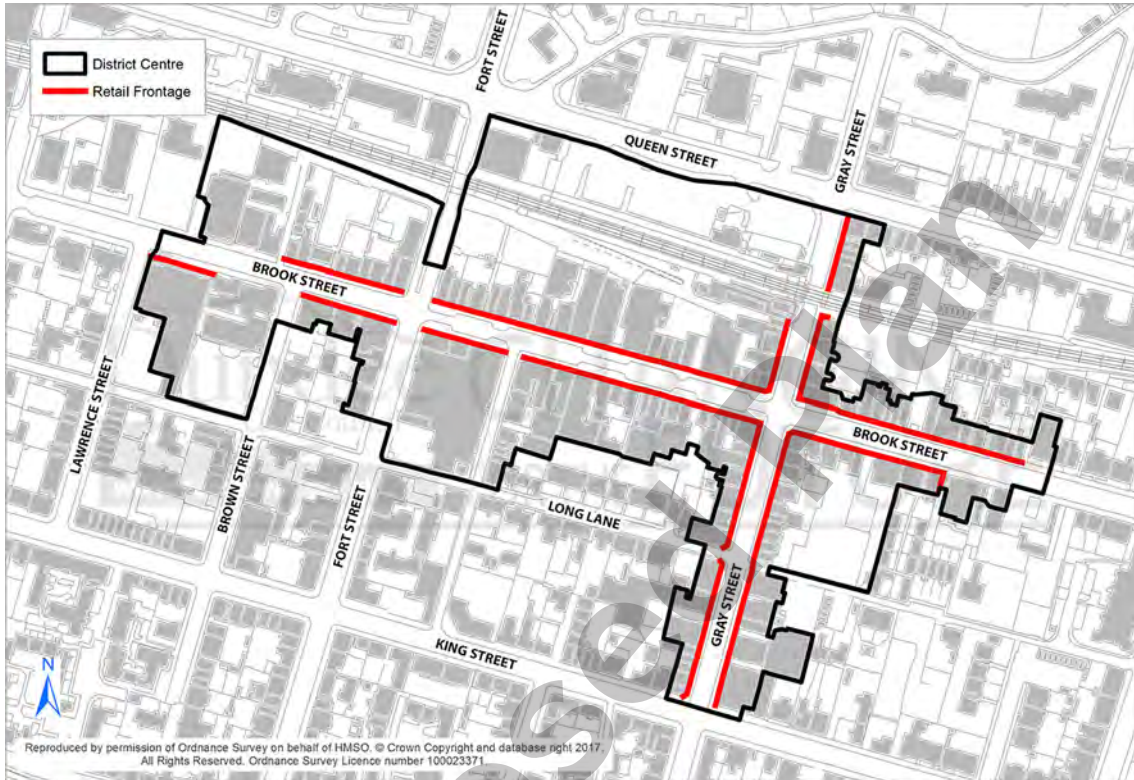 District Centre
Retail Frontage
FORT STREET
QUEEN STREET
GRAY STREET
BROOK STREET
BROOK STREET
LAWRENCE STREET
BROWN STREET
FORT STREET
LONG LANE
GRAY STREET
KING STREET
N
Reproduced by permission of Ordnance Survey on behalf of HMSO. © Crown Copyright and database right 2017.
All Rights Reserved. Ordnance Survey Licence number 100023371